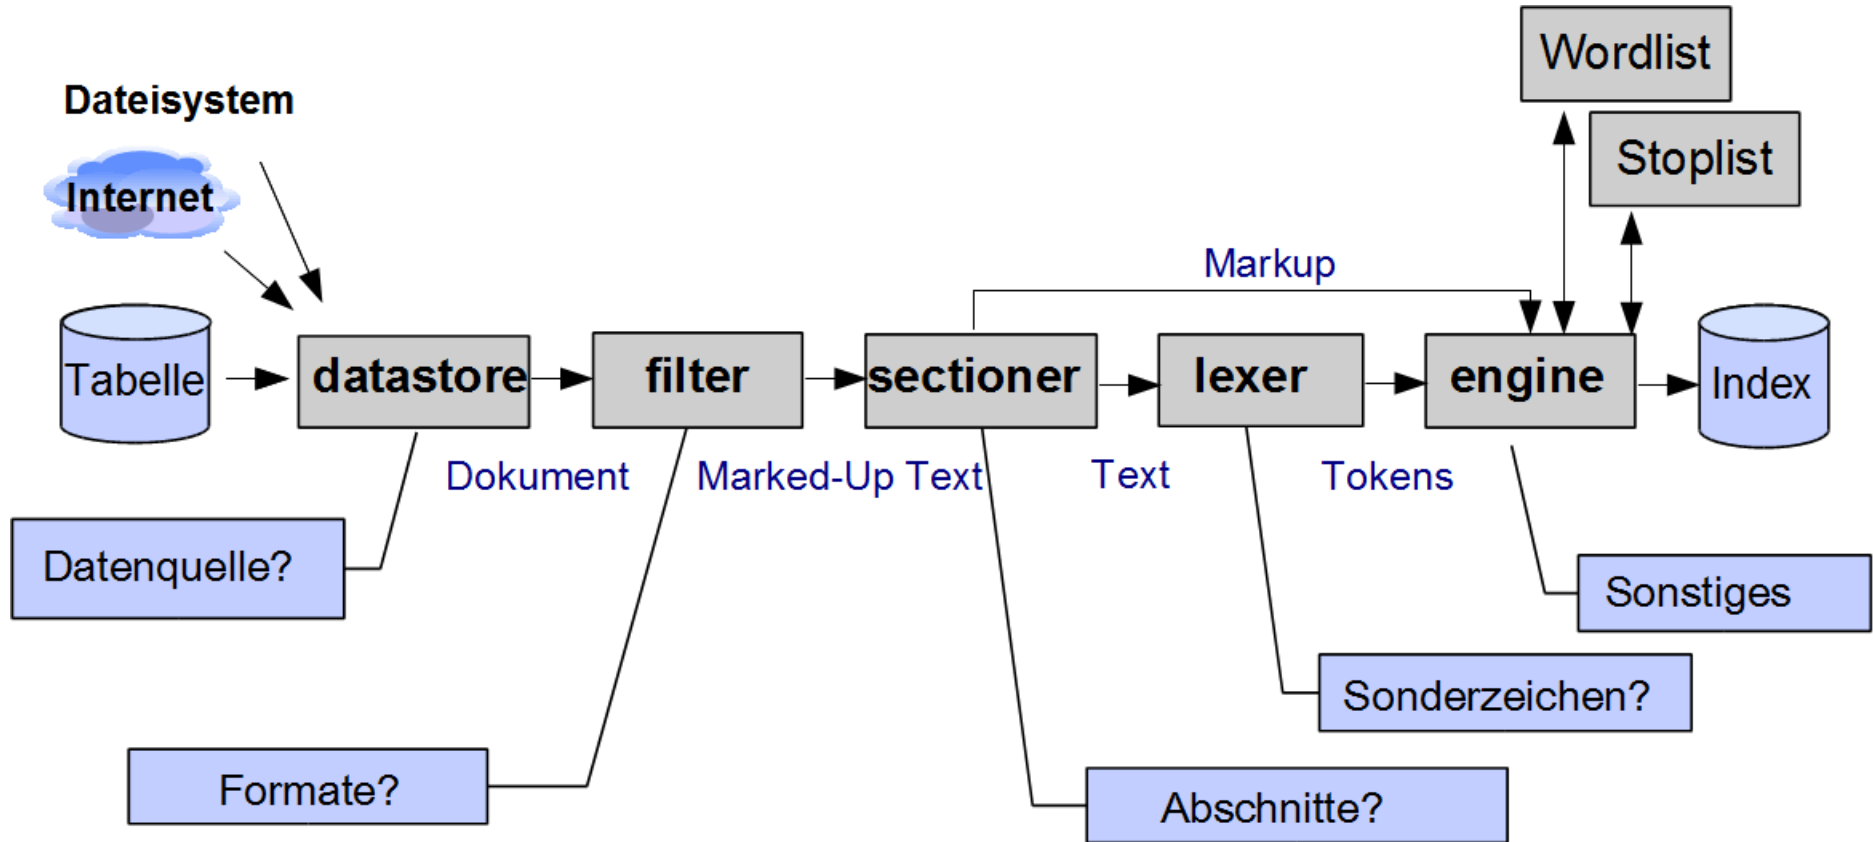 Wordlist
Dateisystem
Stoplist
Internet
Markup
Tabelle
datastore
filter
sectioner
lexer
engine
Index
Dokument
Marked-Up Text
Text
Tokens
Datenquelle?
Sonstiges
Sonderzeichen?
Formate?
Abschnitte?